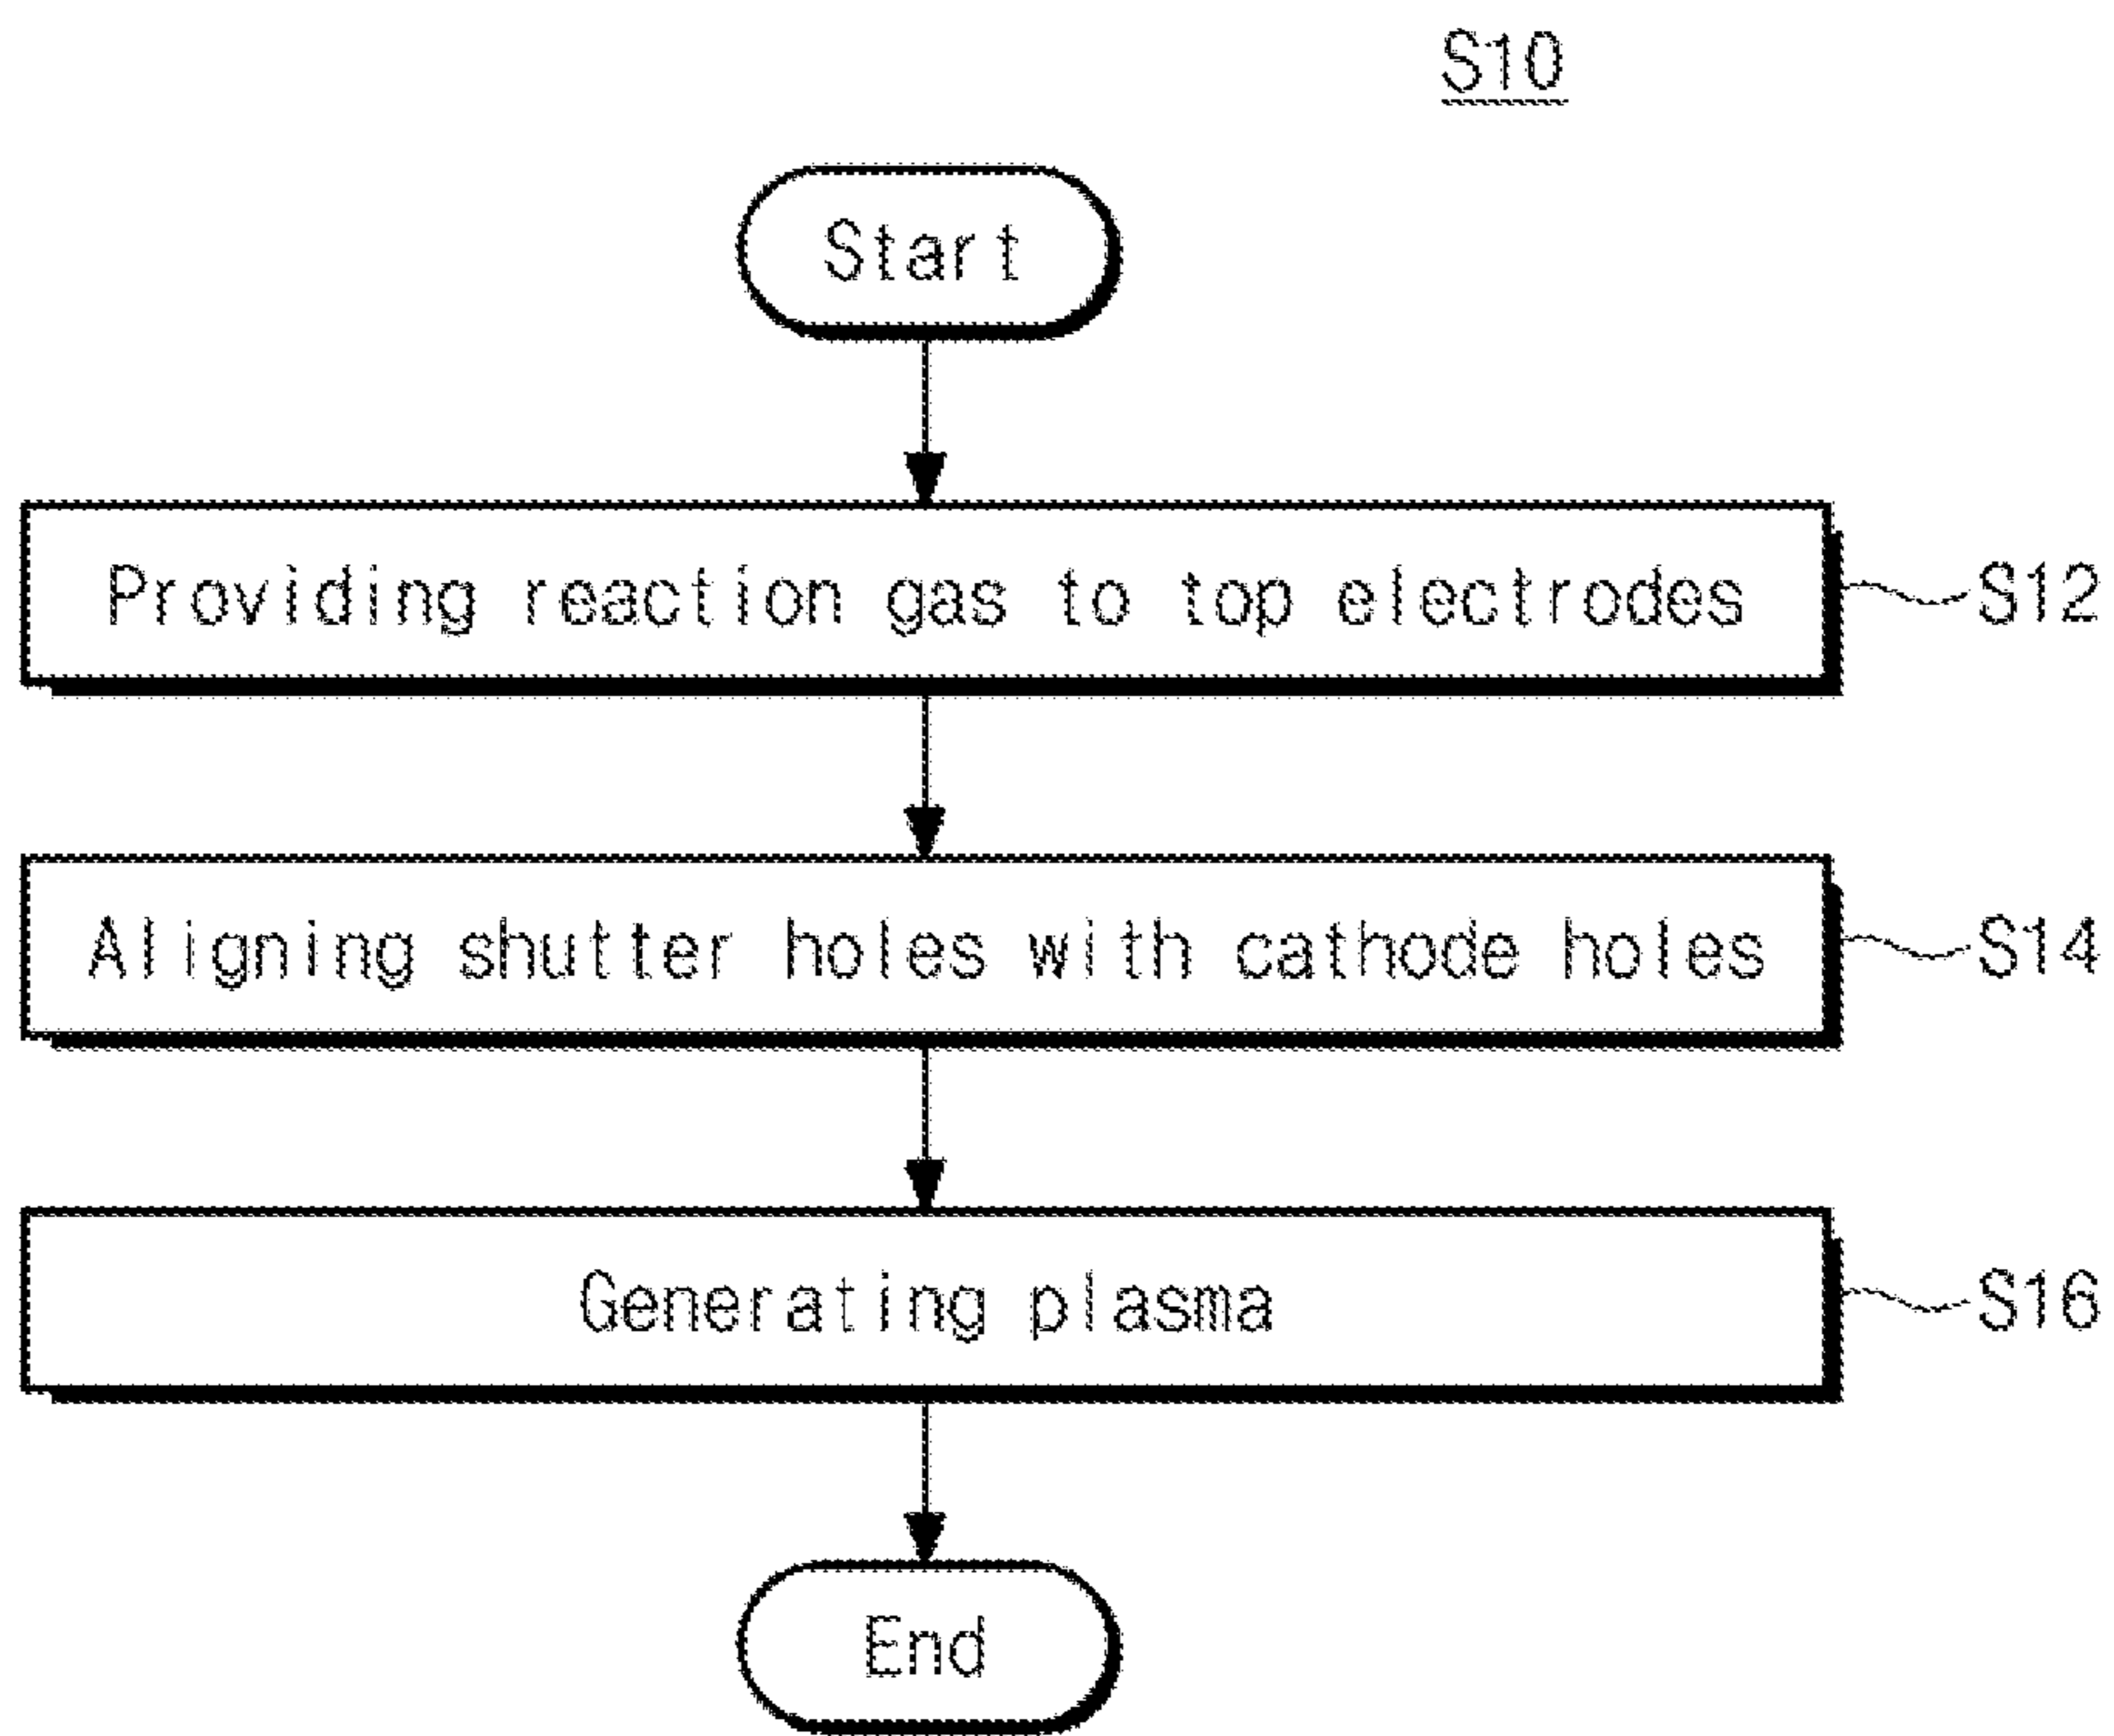 S10
Start
Providing reaction gas to top electrodes
S12
Aligning shutter holes with cathode holes
S14
Generating plasma
S16
End